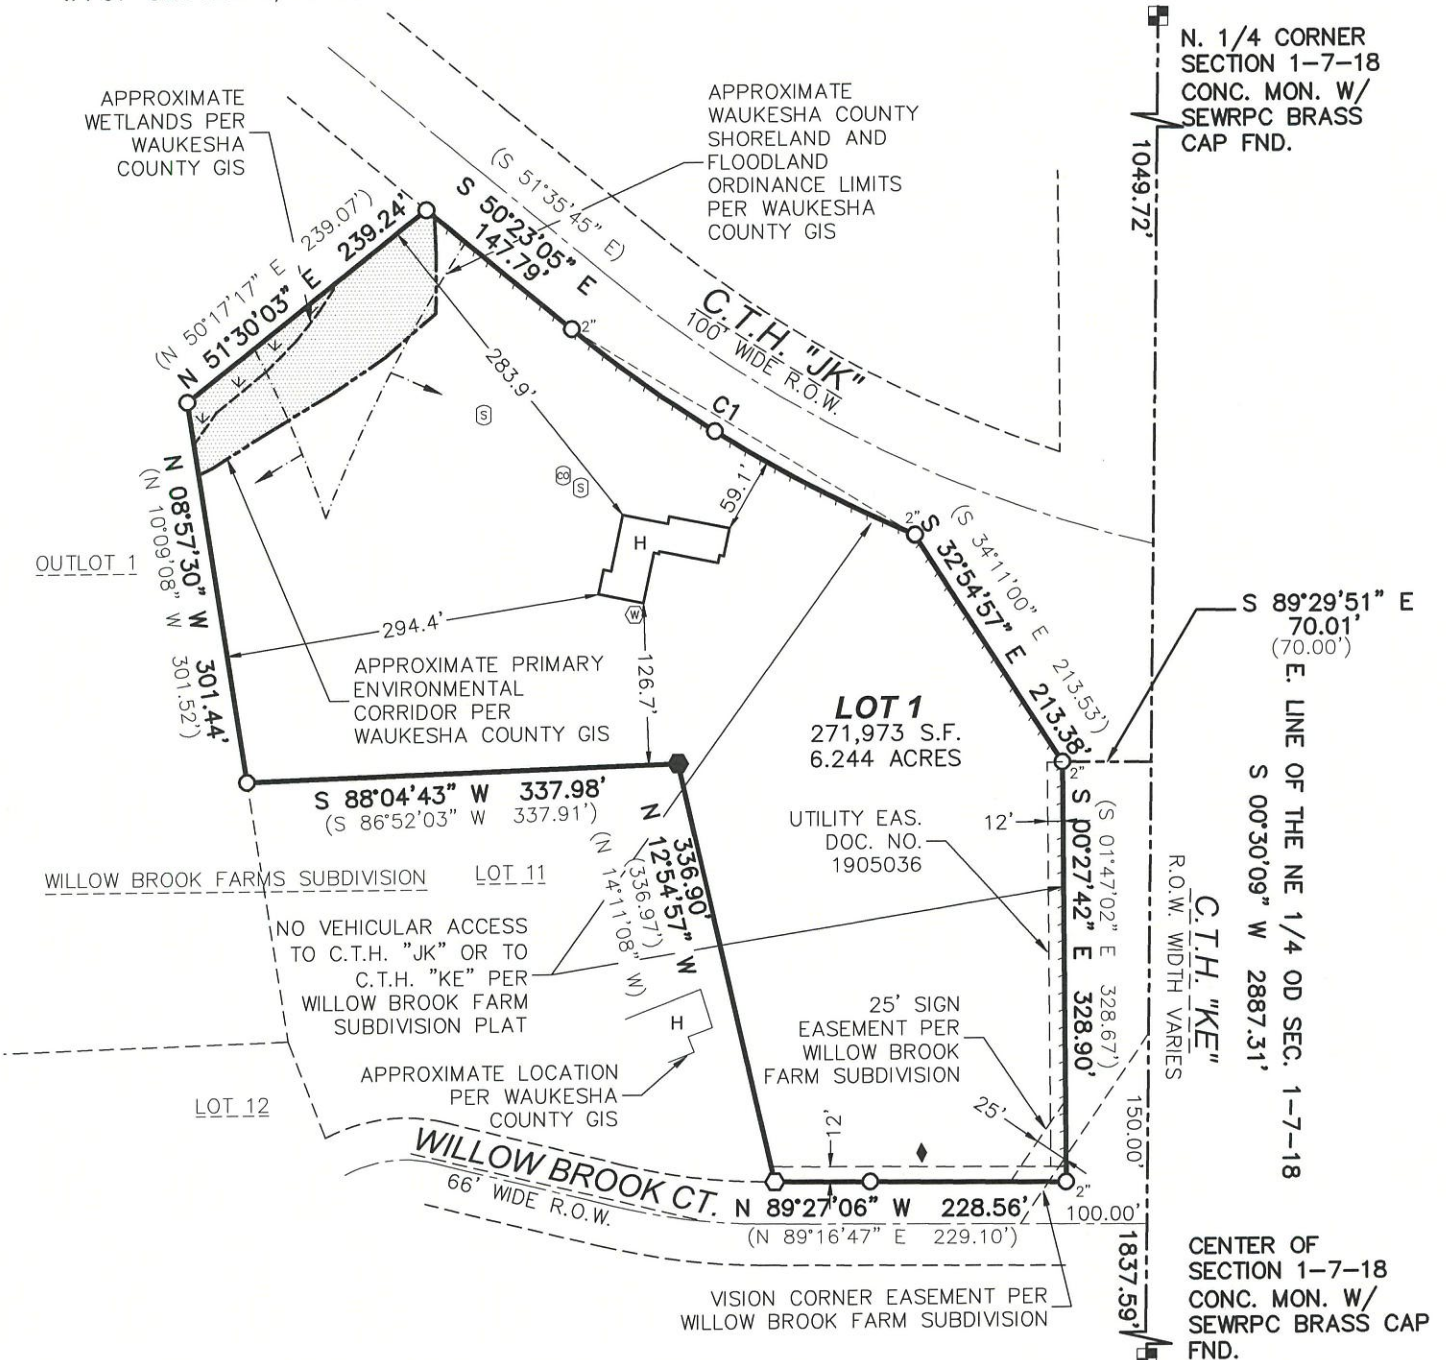 N. 1/4 CORNER
SECTION 1-7-18
CONC. MON. W/
SEWRPC BRASS
CAP FND.
1049.72'
APPROXIMATE
WETLANDS PER
WAUKESHA
COUNTY GIS
APPROXIMATE
WAUKESHA COUNTY
SHORELAND AND
FLOODLAND
ORDINANCE LIMITS
PER WAUKESHA
COUNTY GIS
(N 50°17'17" E 239.07')
N 51°30'03" E 239.24'
(S 51°35'45" E)
S 50°23'05" E
147.79'
2"
C.T.H. "JK"
100' WIDE R.O.W.
C1
283.9'
S
CO
S
59.1'
H
W
2"
(S 34°11'00" E 213.53')
S 32°54'57" E 213.38'
N 08°57'30" W 301.44'
(N 10°09'08" W 301.52')
OUTLOT 1
294.4'
126.7'
APPROXIMATE PRIMARY
ENVIRONMENTAL
CORRIDOR PER
WAUKESHA COUNTY GIS
LOT 1
271,973 S.F.
6.244 ACRES
S 89°29'51" E
70.01'
(70.00')
E. LINE OF THE NE 1/4 OD SEC. 1-7-18
S 00°30'09" W 2887.31'
2"
S 88°04'43" W 337.98'
(S 86°52'03" W 337.91')
UTILITY EAS.
DOC. NO.
1905036
12'
S 00°27'42" E 328.90'
(S 01°47'02" E 328.67')
C.T.H. "KE"
R.O.W. WIDTH VARIES
WILLOW BROOK FARMS SUBDIVISION
LOT 11
336.90'
(336.97')
N 12°54'57" W
(N 14°11'08" W)
NO VEHICULAR ACCESS
TO C.T.H. "JK" OR TO
C.T.H. "KE" PER
WILLOW BROOK FARM
SUBDIVISION PLAT
H
APPROXIMATE LOCATION
PER WAUKESHA
COUNTY GIS
25' SIGN
EASEMENT PER
WILLOW BROOK
FARM SUBDIVISION
25'
150.00'
LOT 12
12'
WILLOW BROOK CT.
66' WIDE R.O.W.
2"
N 89°27'06" W 228.56'
(N 89°16'47" E 229.10')
100.00'
1837.59'
VISION CORNER EASEMENT PER
WILLOW BROOK FARM SUBDIVISION
CENTER OF
SECTION 1-7-18
CONC. MON. W/
SEWRPC BRASS CAP
FND.